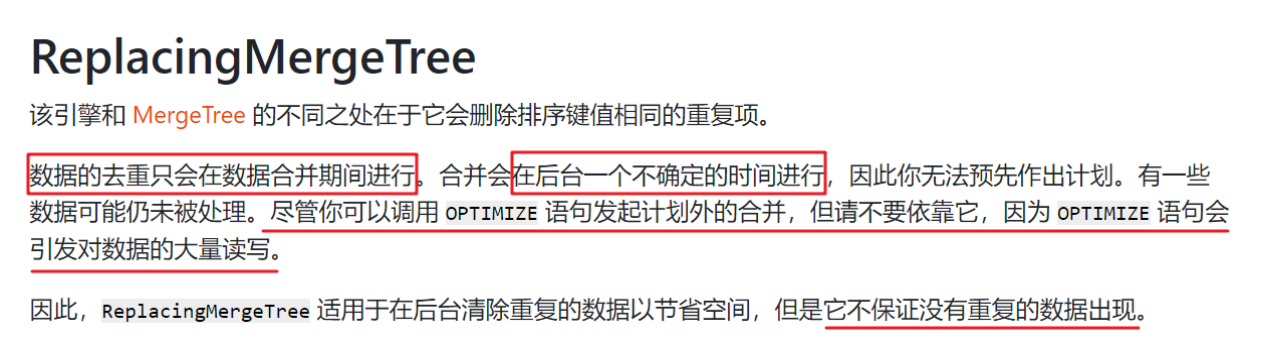 ReplacingMergeTree
该引擎和 MergeTree 的不同之处在于它会删除排序键值相同的重复项。
数据的去重只会在数据合并期间进行。合并会在后台一个不确定的时间进行，因此你无法预先作出计划。有一些
数据可能仍未被处理。尽管你可以调用 OPTIMIZE 语句发起计划外的合并，但请不要依靠它，因为 OPTIMIZE 语句会
引发对数据的大量读写。
因此，ReplacingMergeTree 适用于在后台清除重复的数据以节省空间，但是它不保证没有重复的数据出现。